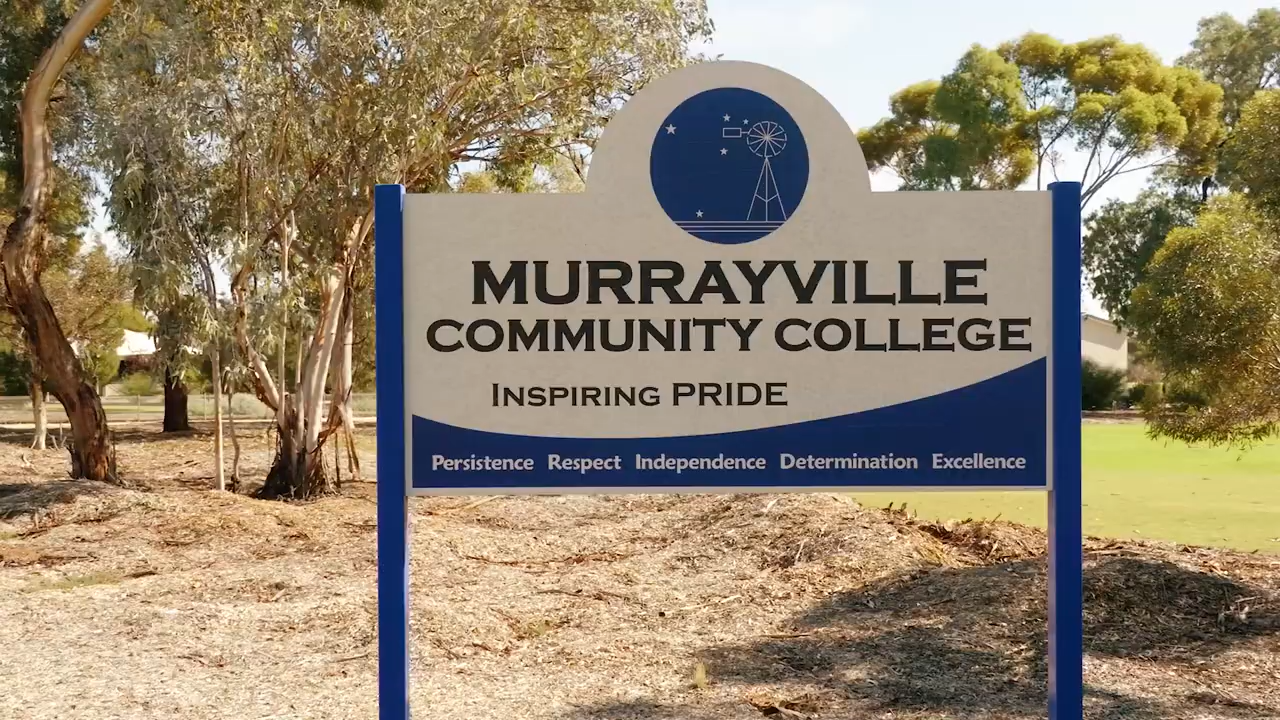 MURRAYVILLE
COMMUNITY COLLEGE
INSPIRING PRIDE
Persistence Respect Independence Determination Excellence